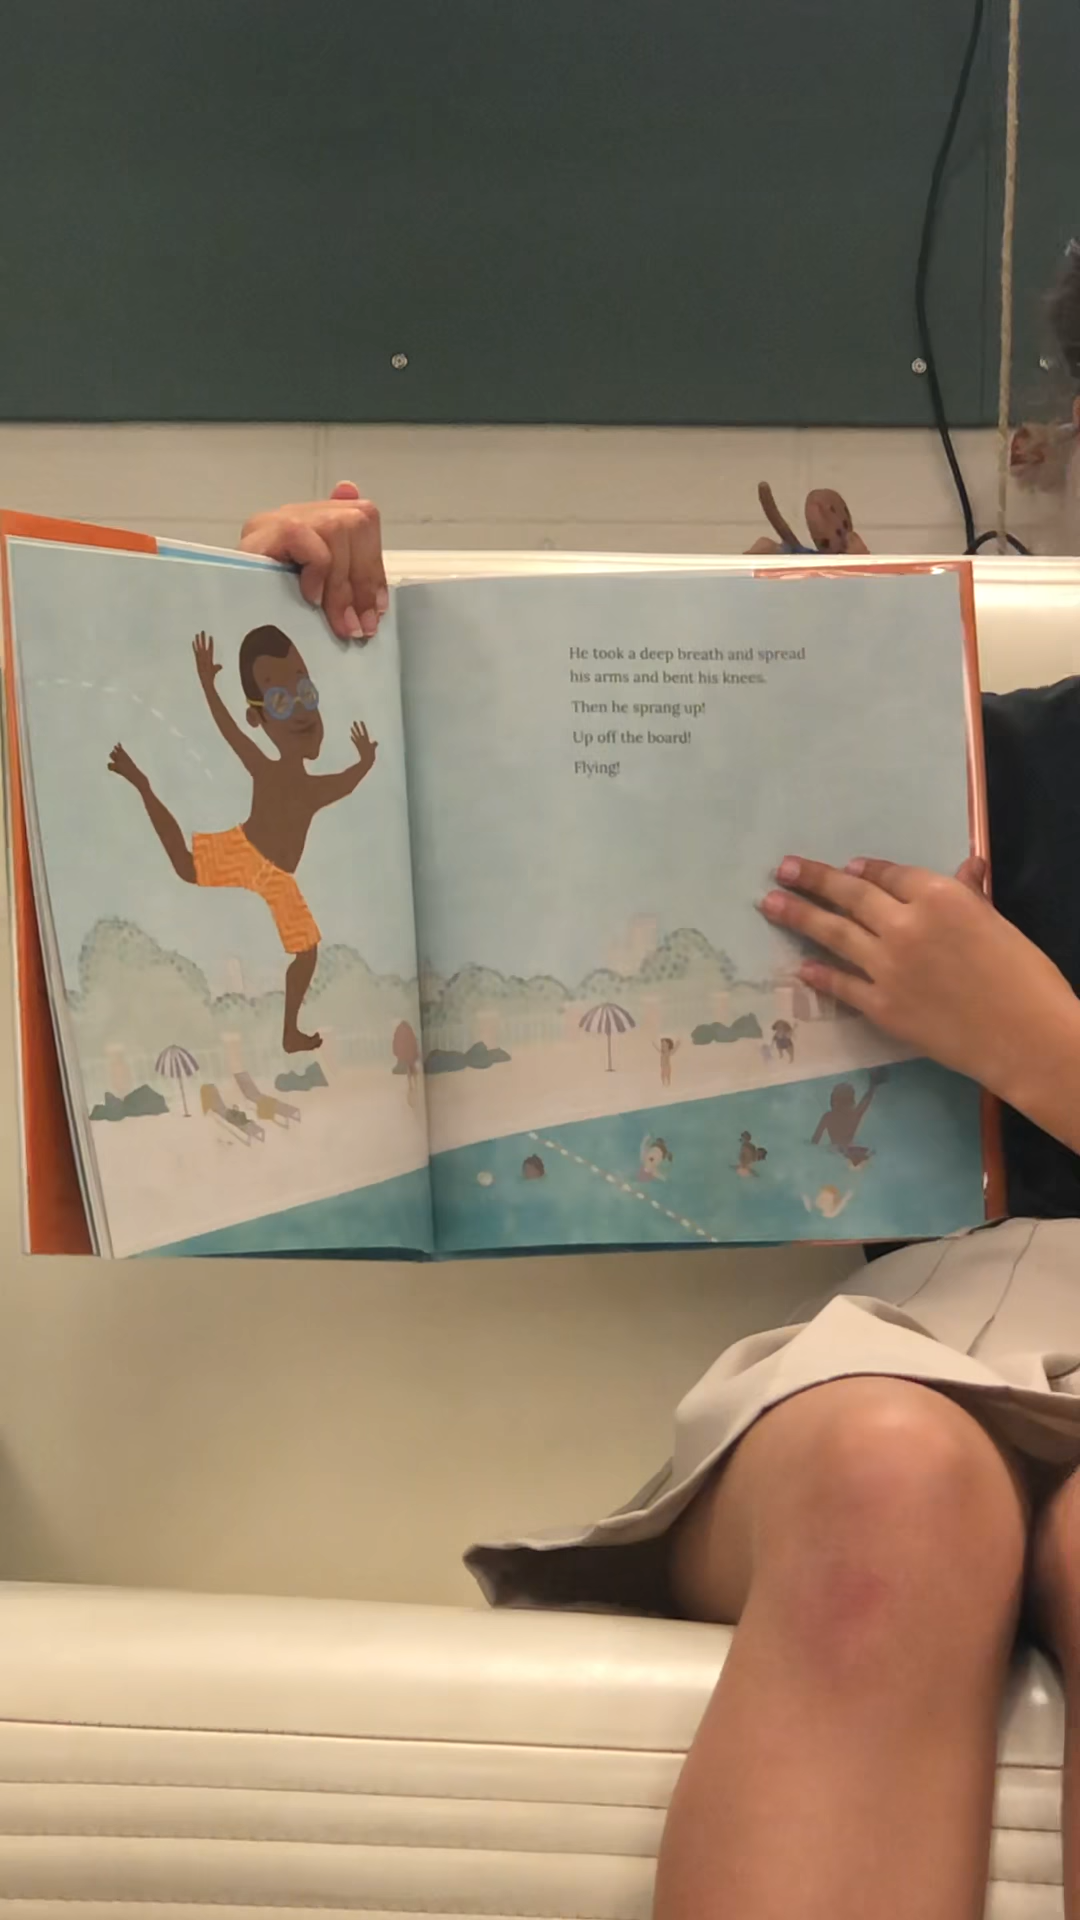 He took a deep breath and spread
his arms and bent his knees.
Then he sprang up!
Up off the board!
Flying!